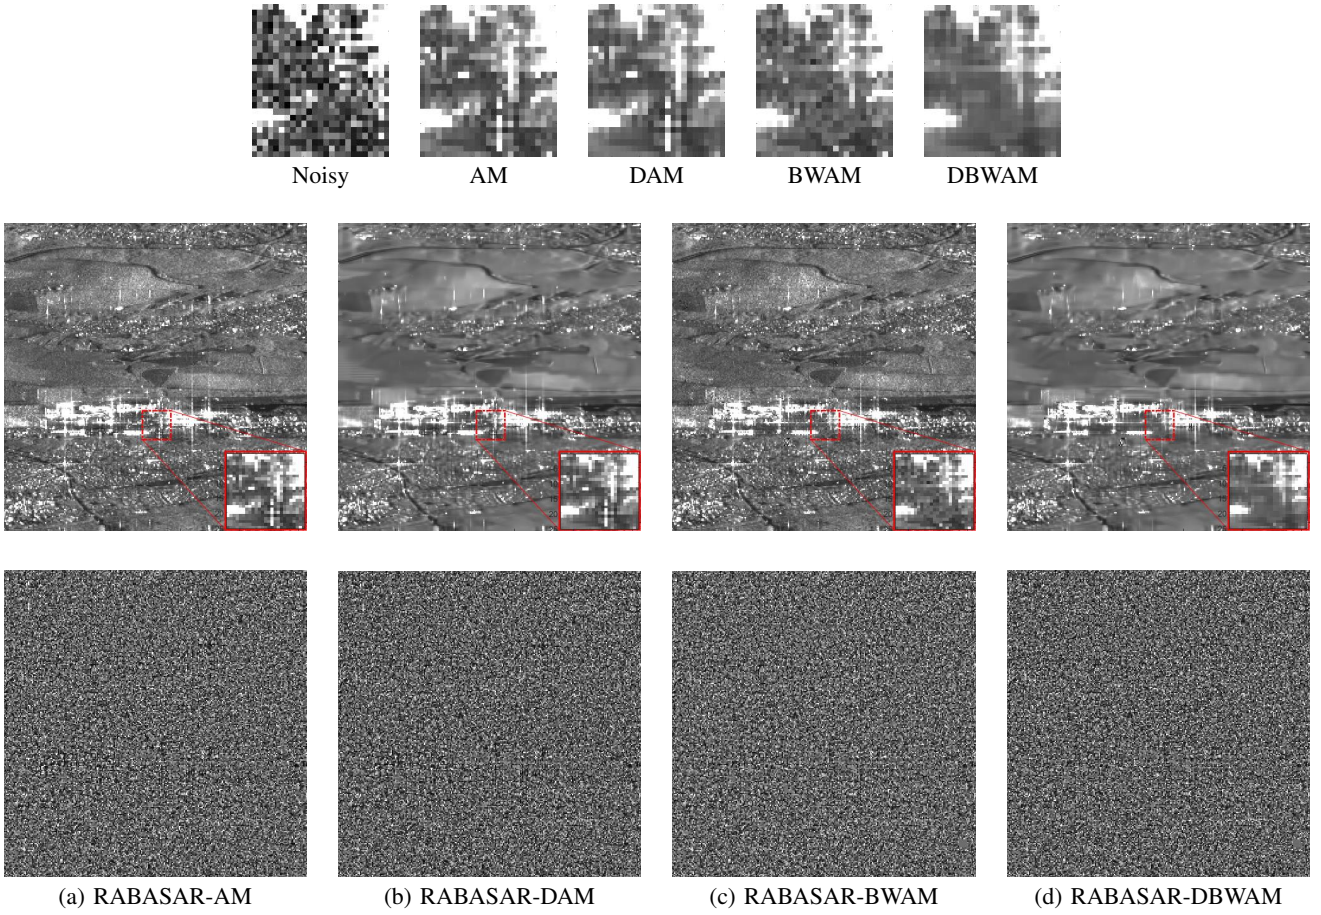 Noisy
AM
DAM
BWAM
DBWAM
(a) RABASAR-AM
(b) RABASAR-DAM
(c) RABASAR-BWAM
(d) RABASAR-DBWAM